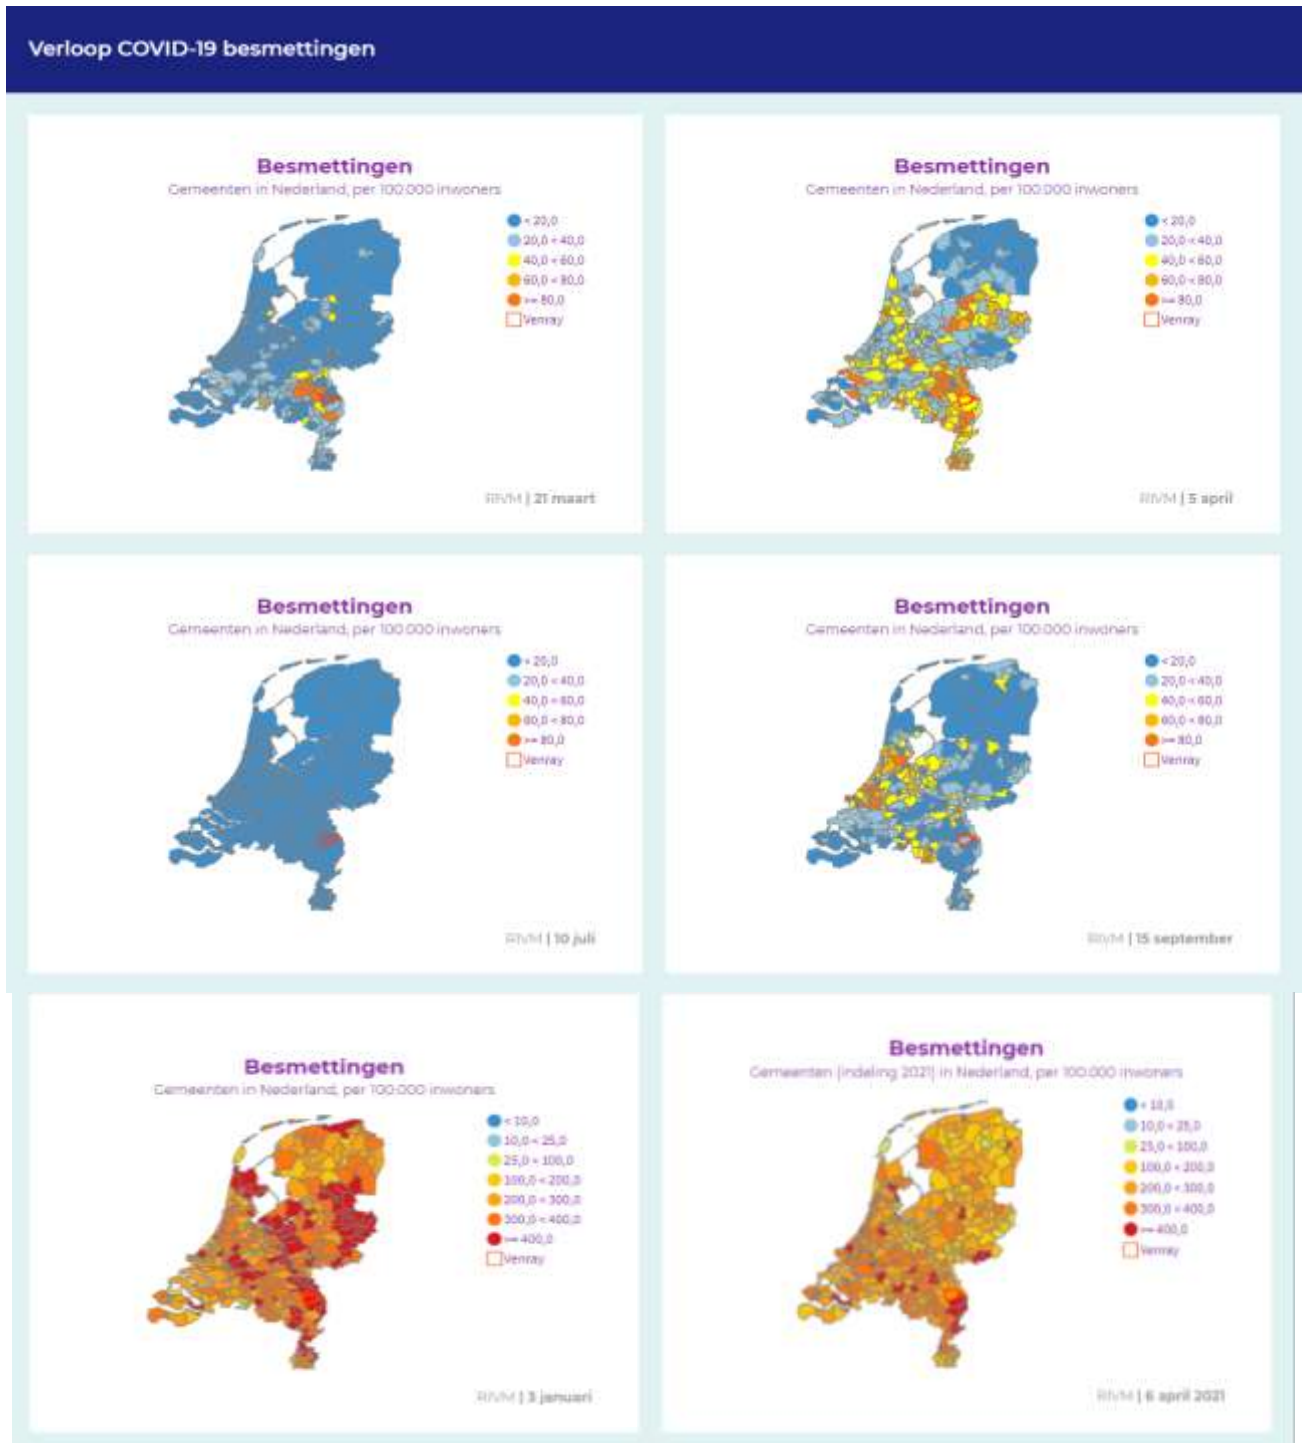 Verloop COVID-19 besmettingen
Besmettingen
Gemeenten in Nederland, per 100.000 inwoners
< 20,0
20,0 < 40,0
40,0 < 60,0
60,0 < 80,0
>= 80,0
Venray
RIVM | 21 maart
Besmettingen
Gemeenten in Nederland, per 100.000 inwoners
< 20,0
20,0 < 40,0
40,0 < 60,0
60,0 < 80,0
>= 80,0
Venray
RIVM | 5 april
Besmettingen
Gemeenten in Nederland, per 100.000 inwoners
< 20,0
20,0 < 40,0
40,0 < 60,0
60,0 < 80,0
>= 80,0
Venray
RIVM | 10 juli
Besmettingen
Gemeenten in Nederland, per 100.000 inwoners
< 20,0
20,0 < 40,0
40,0 < 60,0
60,0 < 80,0
>= 80,0
Venray
RIVM | 15 september
Besmettingen
Gemeenten in Nederland, per 100.000 inwoners
< 10,0
10,0 < 25,0
25,0 < 100,0
100,0 < 200,0
200,0 < 300,0
300,0 < 400,0
>= 400,0
Venray
RIVM | 3 januari
Besmettingen
Gemeenten (indeling 2021) in Nederland, per 100.000 inwoners
< 10,0
10,0 < 25,0
25,0 < 100,0
100,0 < 200,0
200,0 < 300,0
300,0 < 400,0
>= 400,0
Venray
RIVM | 6 april 2021